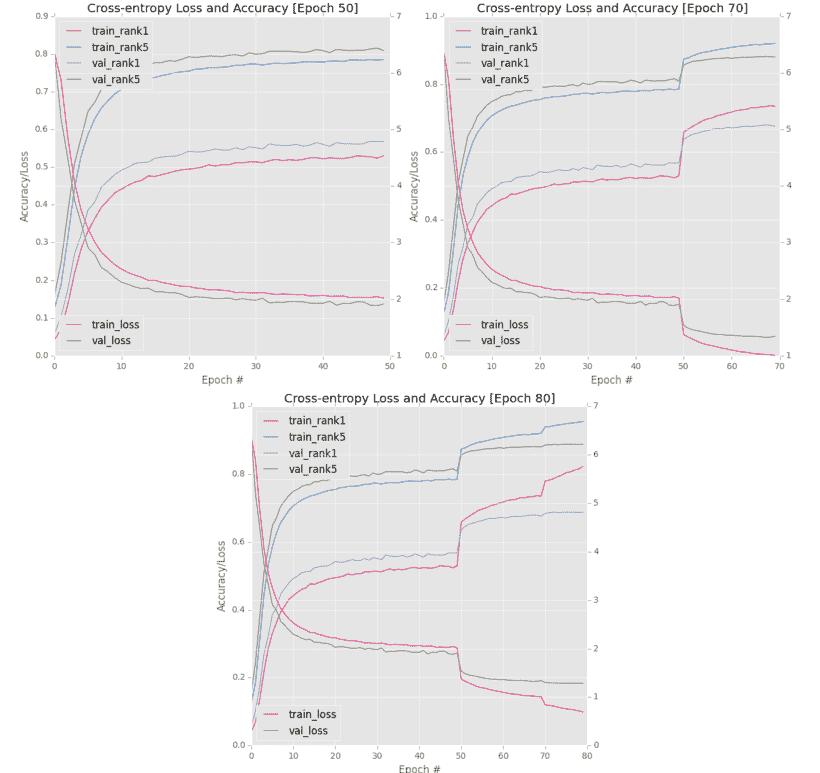 Cross-entropy Loss and Accuracy [Epoch 50]
0.9
0.8
0.7
0.6
0.5
0.4
0.3
0.2
0.1
0.0
Accuracy/Loss
train_rank1
train_rank5
val_rank1
val_rank5
train_loss
val_loss
7
6
5
4
3
2
1
0 10 20 30 40 50
Epoch #
Cross-entropy Loss and Accuracy [Epoch 70]
1.0
0.8
0.6
0.4
0.2
0.0
Accuracy/Loss
train_rank1
train_rank5
val_rank1
val_rank5
train_loss
val_loss
7
6
5
4
3
2
1
0 10 20 30 40 50 60 70
Epoch #
Cross-entropy Loss and Accuracy [Epoch 80]
1.0
0.8
0.6
0.4
0.2
0.0
Accuracy/Loss
train_rank1
train_rank5
val_rank1
val_rank5
train_loss
val_loss
7
6
5
4
3
2
1
0
0 10 20 30 40 50 60 70 80
Epoch #